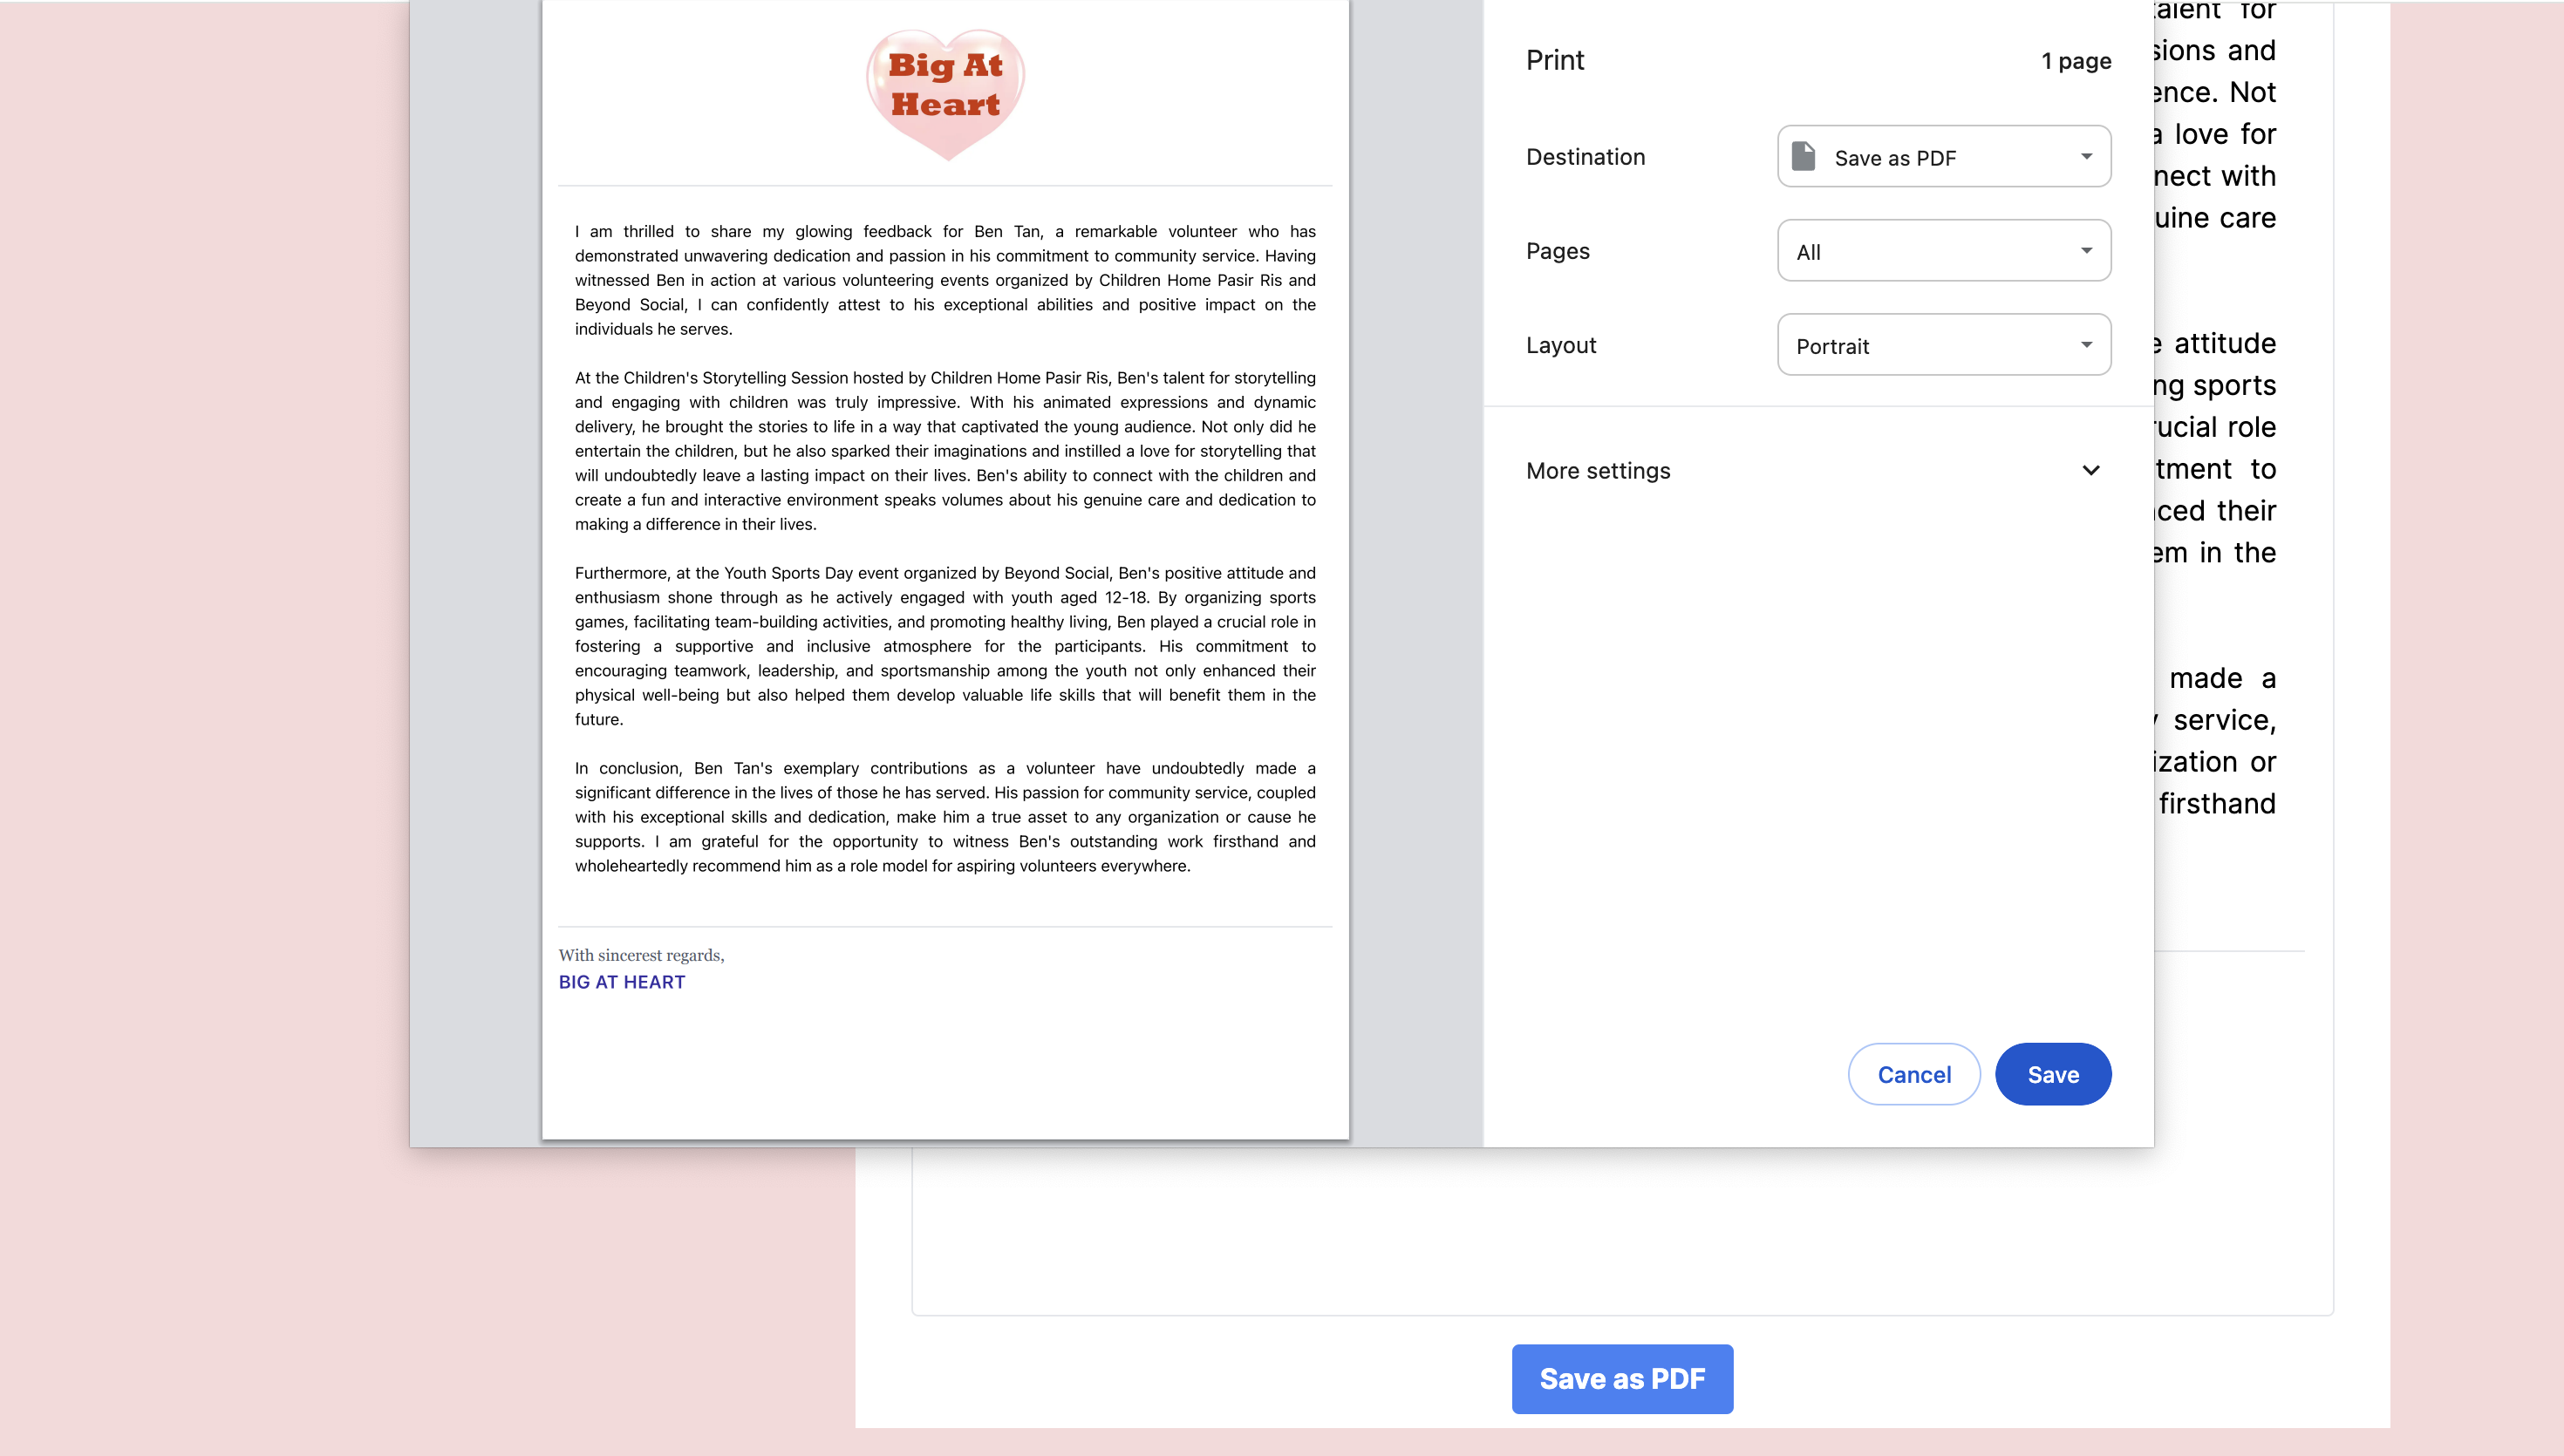 Big At
Heart
I am thrilled to share my glowing feedback for Ben Tan, a remarkable volunteer who has
demonstrated unwavering dedication and passion in his commitment to community service. Having
witnessed Ben in action at various volunteering events organized by Children Home Pasir Ris and
Beyond Social, I can confidently attest to his exceptional abilities and positive impact on the
individuals he serves.
At the Children's Storytelling Session hosted by Children Home Pasir Ris, Ben's talent for storytelling
and engaging with children was truly impressive. With his animated expressions and dynamic
delivery, he brought the stories to life in a way that captivated the young audience. Not only did he
entertain the children, but he also sparked their imaginations and instilled a love for storytelling that
will undoubtedly leave a lasting impact on their lives. Ben's ability to connect with the children and
create a fun and interactive environment speaks volumes about his genuine care and dedication to
making a difference in their lives.
Furthermore, at the Youth Sports Day event organized by Beyond Social, Ben's positive attitude and
enthusiasm shone through as he actively engaged with youth aged 12-18. By organizing sports
games, facilitating team-building activities, and promoting healthy living, Ben played a crucial role in
fostering a supportive and inclusive atmosphere for the participants. His commitment to
encouraging teamwork, leadership, and sportsmanship among the youth not only enhanced their
physical well-being but also helped them develop valuable life skills that will benefit them in the
future.
In conclusion, Ben Tan's exemplary contributions as a volunteer have undoubtedly made a
significant difference in the lives of those he has served. His passion for community service, coupled
with his exceptional skills and dedication, make him a true asset to any organization or cause he
supports. I am grateful for the opportunity to witness Ben's outstanding work firsthand and
wholeheartedly recommend him as a role model for aspiring volunteers everywhere.
With sincerest regards,
BIG AT HEART
Print
1 page
Destination
Save as PDF
Pages
All
Layout
Portrait
More settings
Cancel
Save
for
and
Not
love for
with
care
attitude
sports
role
to
their
in the
made a
service,
or
firsthand
Save as PDF